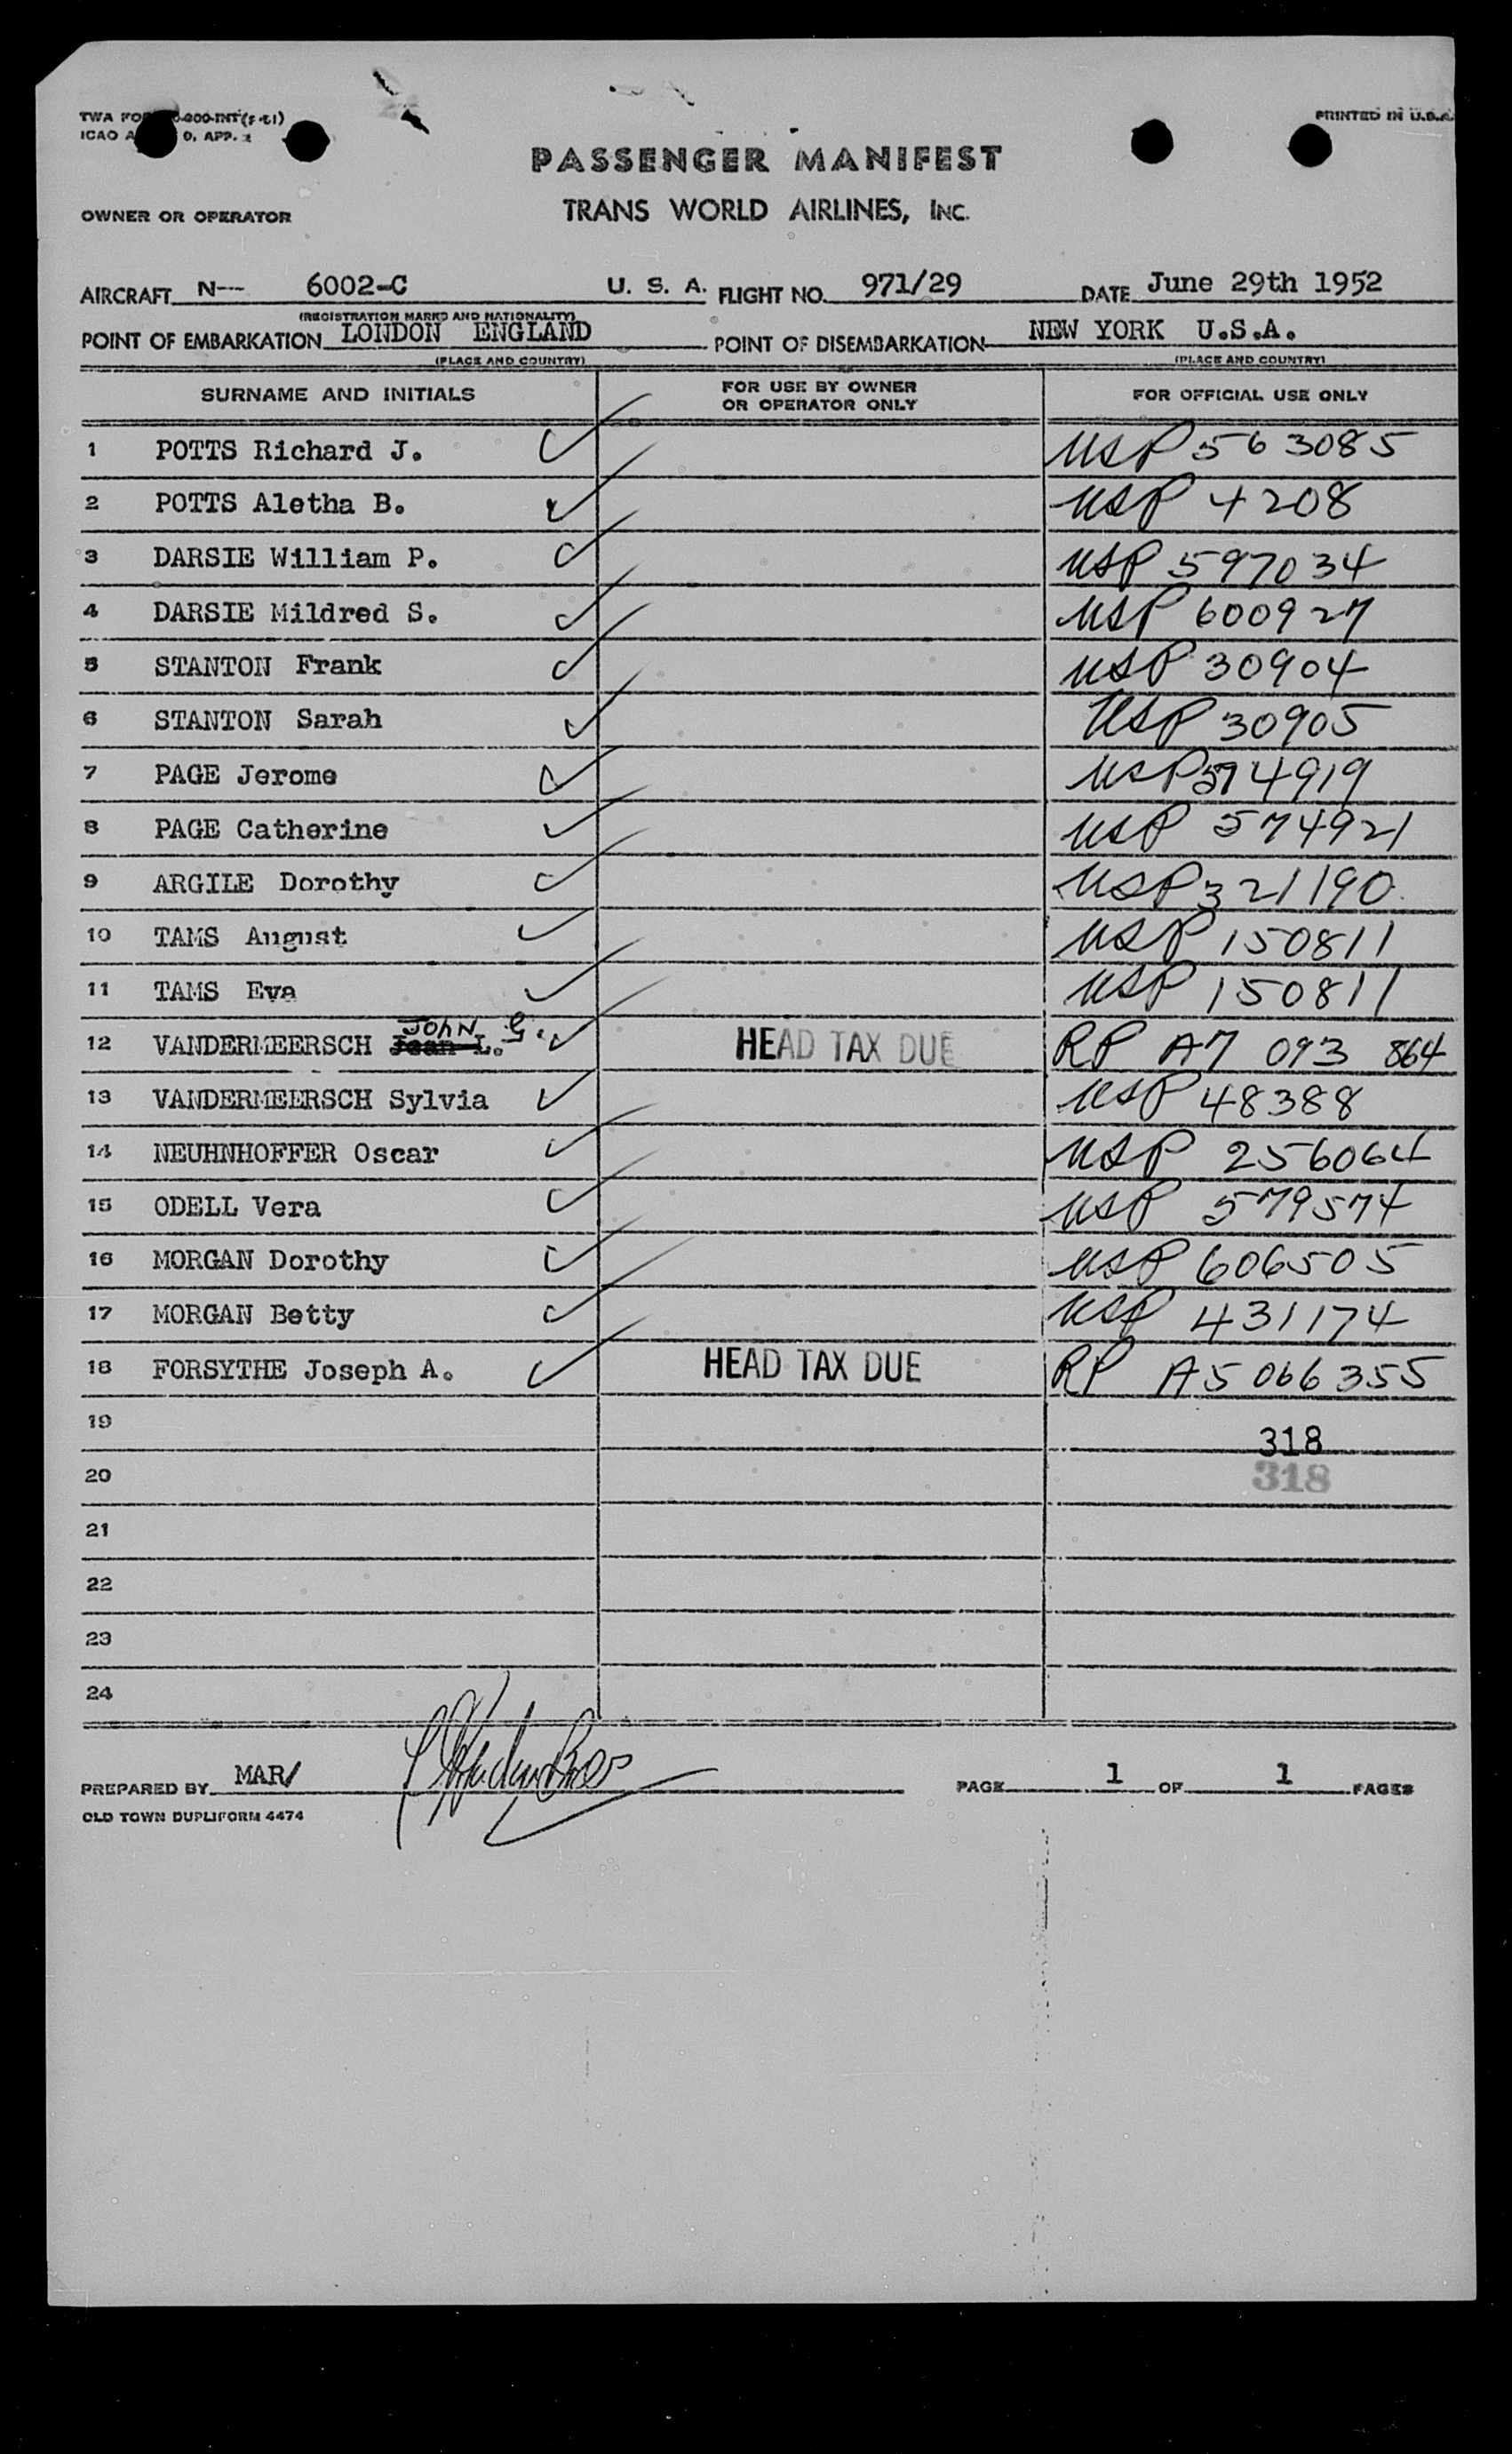 PRINTED IN U.S.A.
PASSENGER MANIFEST
OWNER OR OPERATOR TRANS WORLD AIRLINES, INC.
AIRCRAFT N-- 6002-C U. S. A. FLIGHT NO. 971/29 DATE June 29th 1952
(REGISTRATION MARKS AND NATIONALITY)
POINT OF EMBARKATION LONDON ENGLAND POINT OF DISEMBARKATION NEW YORK U.S.A.
(PLACE AND COUNTRY) (PLACE AND COUNTRY)
SURNAME AND INITIALS FOR USE BY OWNER OR OPERATOR ONLY FOR OFFICIAL USE ONLY
1 POTTS Richard J. USP 563085
2 POTTS Aletha B. USP 4208
3 DARSIE William P. USP 597034
4 DARSIE Mildred S. USP 600927
5 STANTON Frank USP 30904
6 STANTON Sarah USP 30905
7 PAGE Jerome USP 574919
8 PAGE Catherine USP 574921
9 ARGILE Dorothy USP 321190
10 TAMS August USP 150811
11 TAMS Eva USP 150811
12 VANDERMEERSCH Jean L. JOHN G. HEAD TAX DUE RP A7 093 864
13 VANDERMEERSCH Sylvia USP 48388
14 NEUHNHOFFER Oscar USP 256064
15 ODELL Vera USP 579574
16 MORGAN Dorothy USP 606505
17 MORGAN Betty USP 431174
18 FORSYTHE Joseph A. HEAD TAX DUE RP A5 066355
19 318
20 318
21
22
23
24
PREPARED BY MAR/ PAGE 1 OF 1 PAGES
OLD TOWN DUPLIFORM 4474